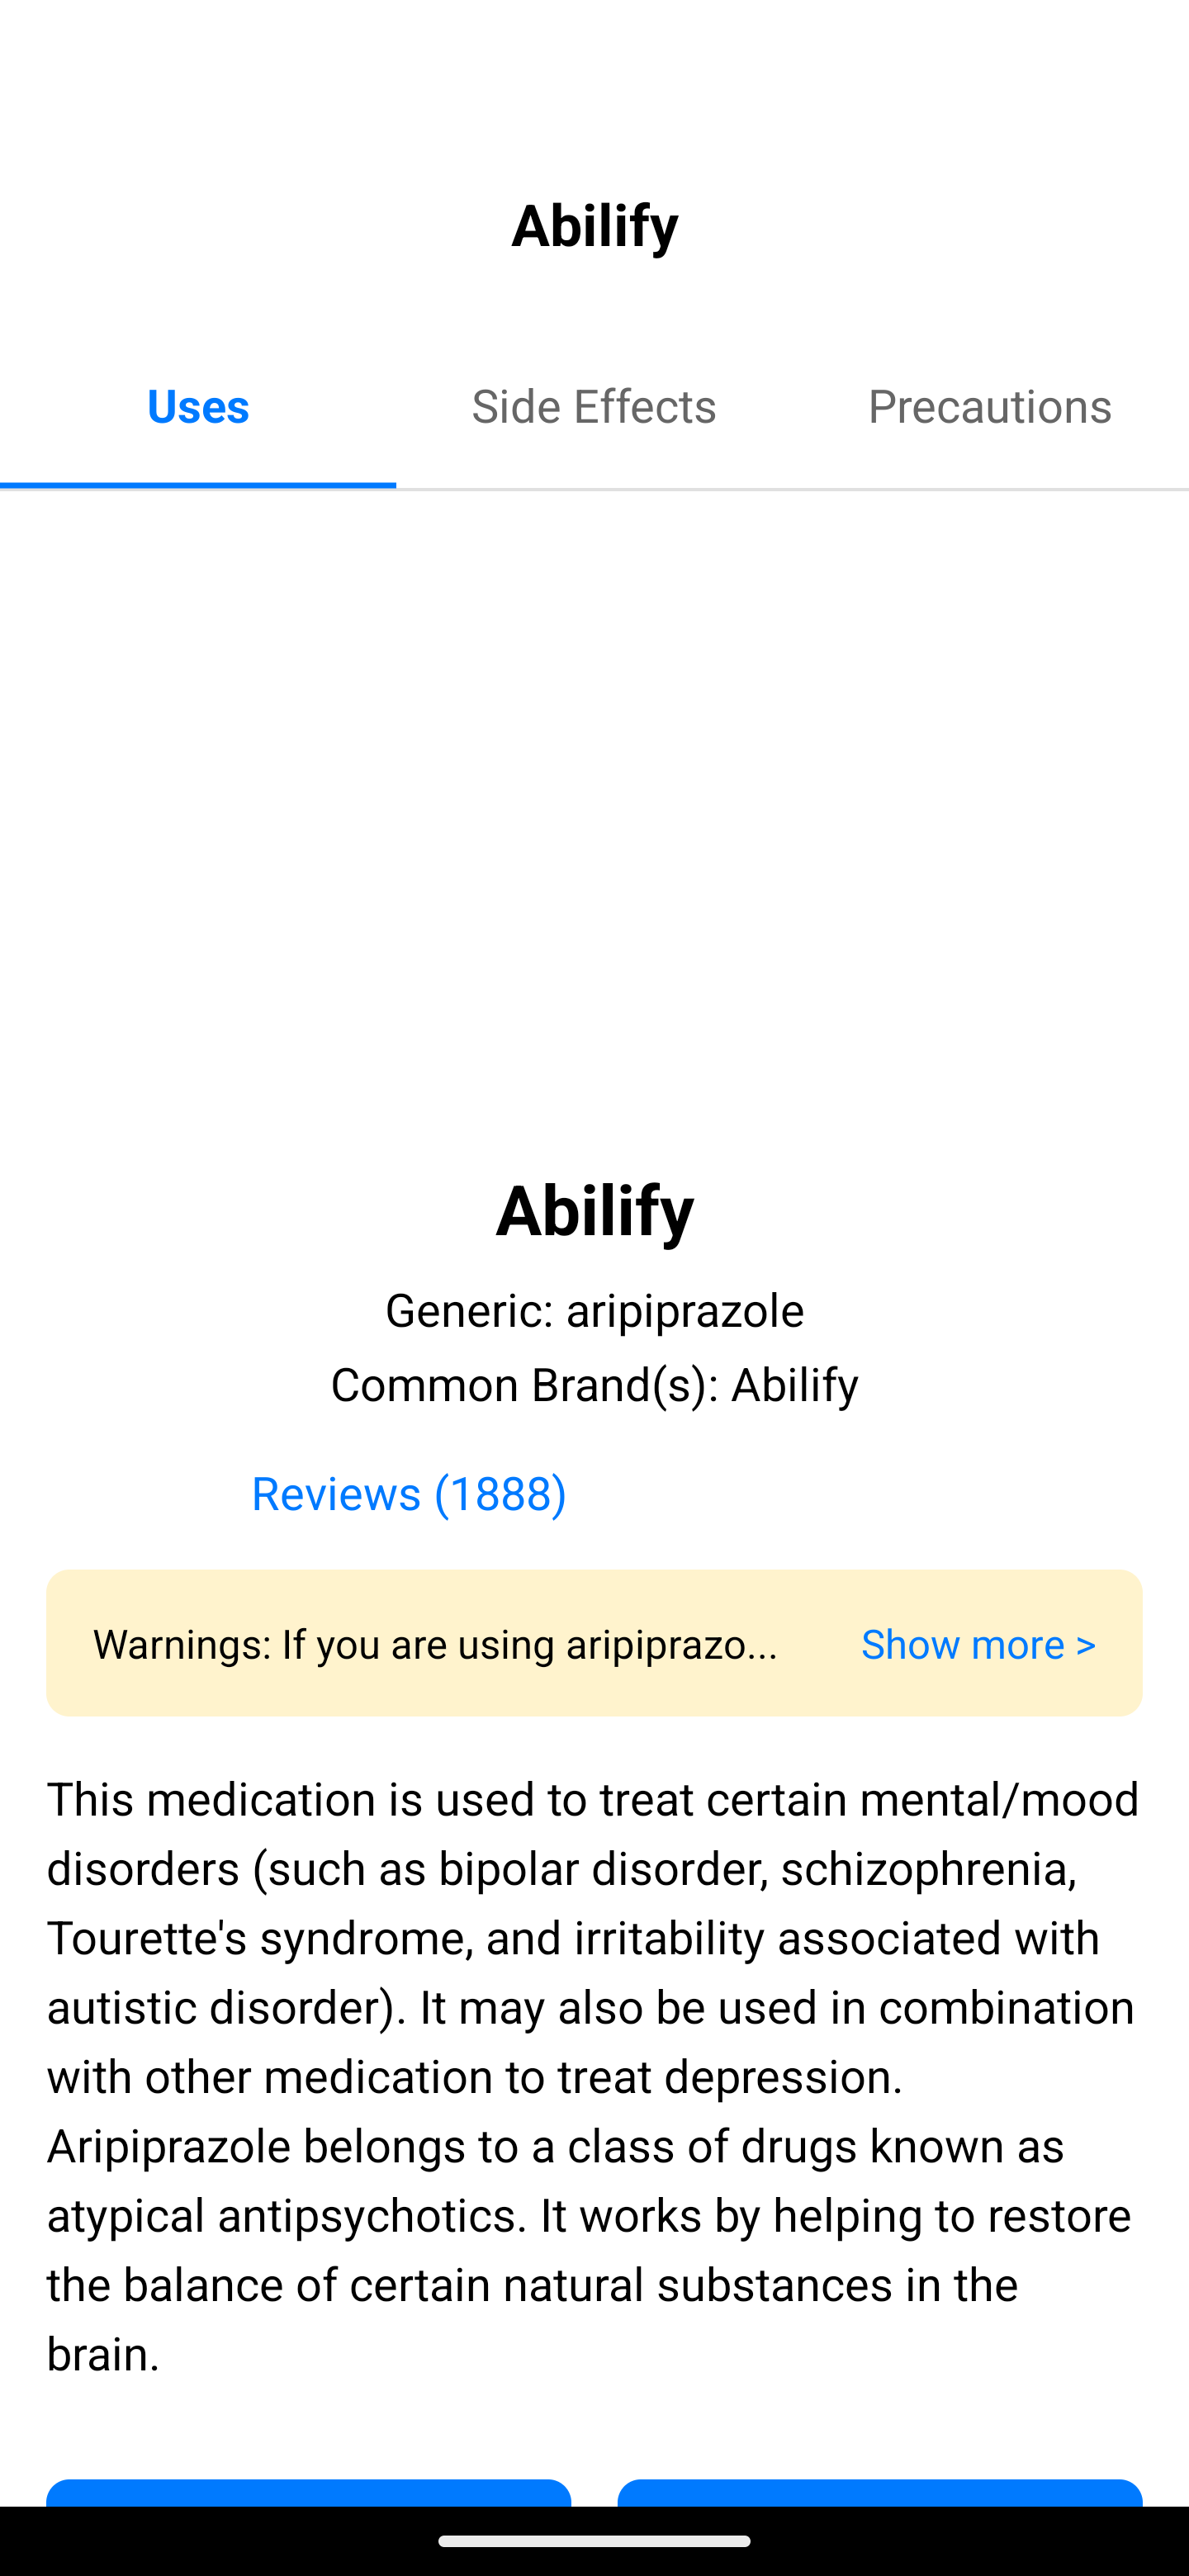 Abilify
Uses
Side Effects
Precautions
Abilify
Generic: aripiprazole
Common Brand(s): Abilify
Reviews (1888)
Warnings: If you are using aripiprazo...
Show more >
This medication is used to treat certain mental/mood
disorders (such as bipolar disorder, schizophrenia,
Tourette's syndrome, and irritability associated with
autistic disorder). It may also be used in combination
with other medication to treat depression.
Aripiprazole belongs to a class of drugs known as
atypical antipsychotics. It works by helping to restore
the balance of certain natural substances in the
brain.